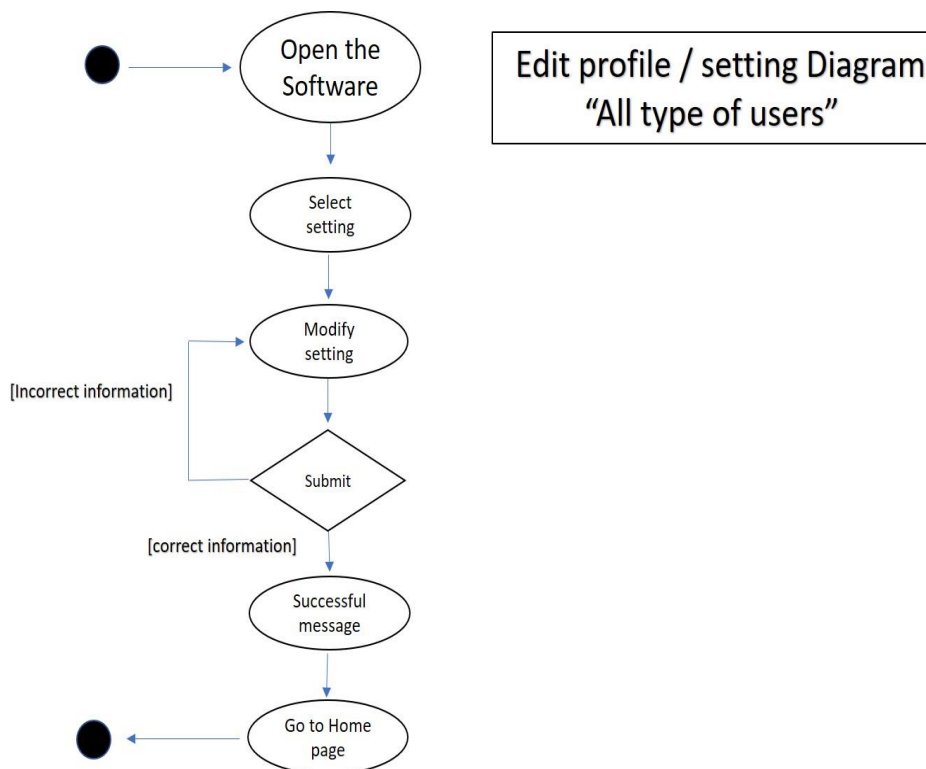 Open the
Software
Edit profile / setting Diagram
“All type of users”
Select
setting
Modify
setting
[Incorrect information]
Submit
[correct information]
Successful
message
Go to Home
page